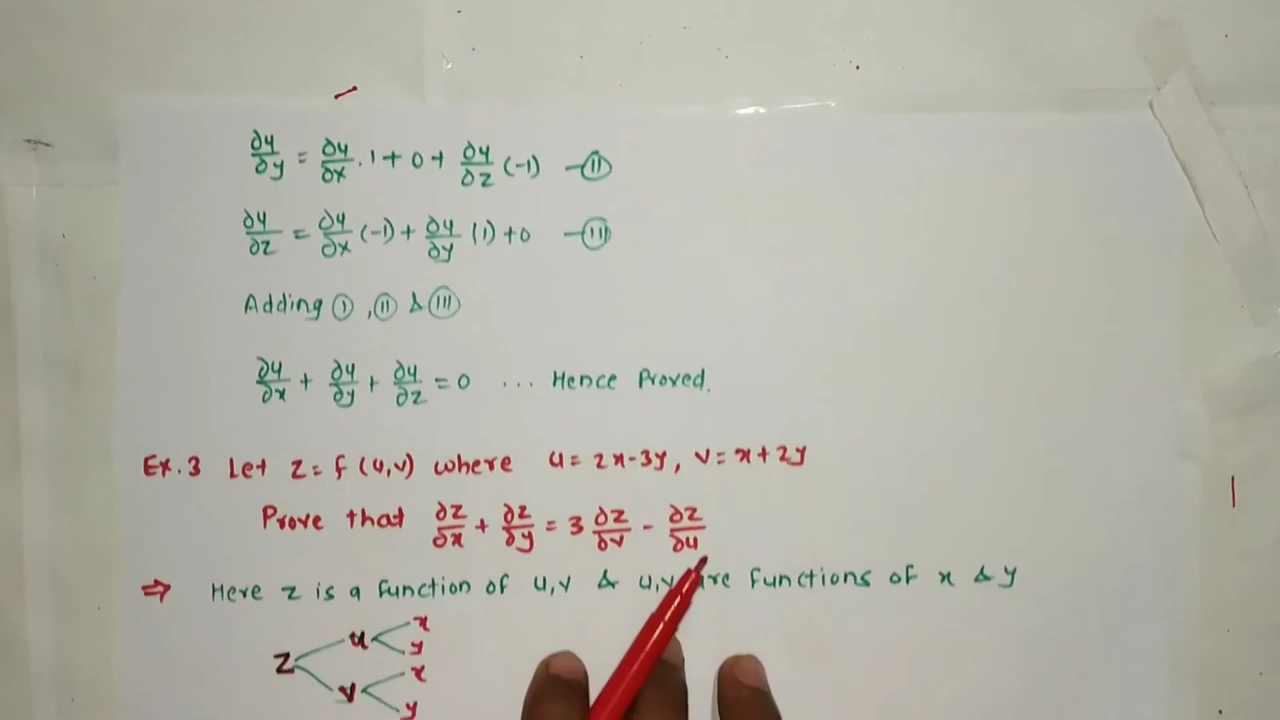 ∂u/∂y = ∂u/∂x . 1 + 0 + ∂u/∂z (-1) —Ⅱ
∂u/∂z = ∂u/∂x (-1) + ∂u/∂y (1) + 0 —Ⅲ
Adding Ⅰ, Ⅱ & Ⅲ
∂u/∂x + ∂u/∂y + ∂u/∂z = 0 ... Hence Proved.
Ex.3 Let z = f (u,v) where u = 2x-3y, v = x+2y
Prove that ∂z/∂x + ∂z/∂y = 3 ∂z/∂v - ∂z/∂u
⇒ Here z is a function of u,v & u,v are functions of x & y
x
u
y
z
x
v
y